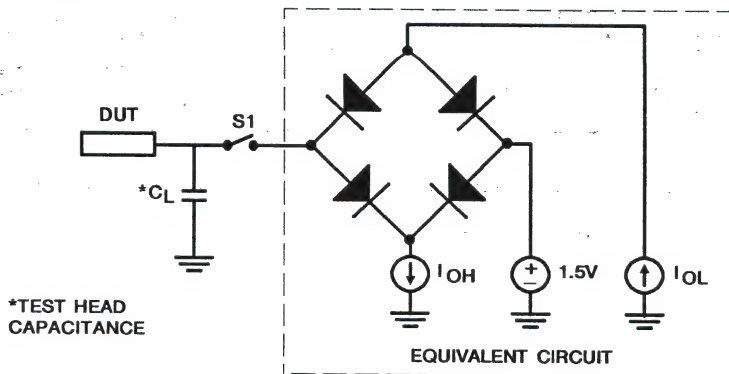 DUT
S1
*CL
IOH
+
−
1.5V
IOL
*TEST HEAD
CAPACITANCE
EQUIVALENT CIRCUIT